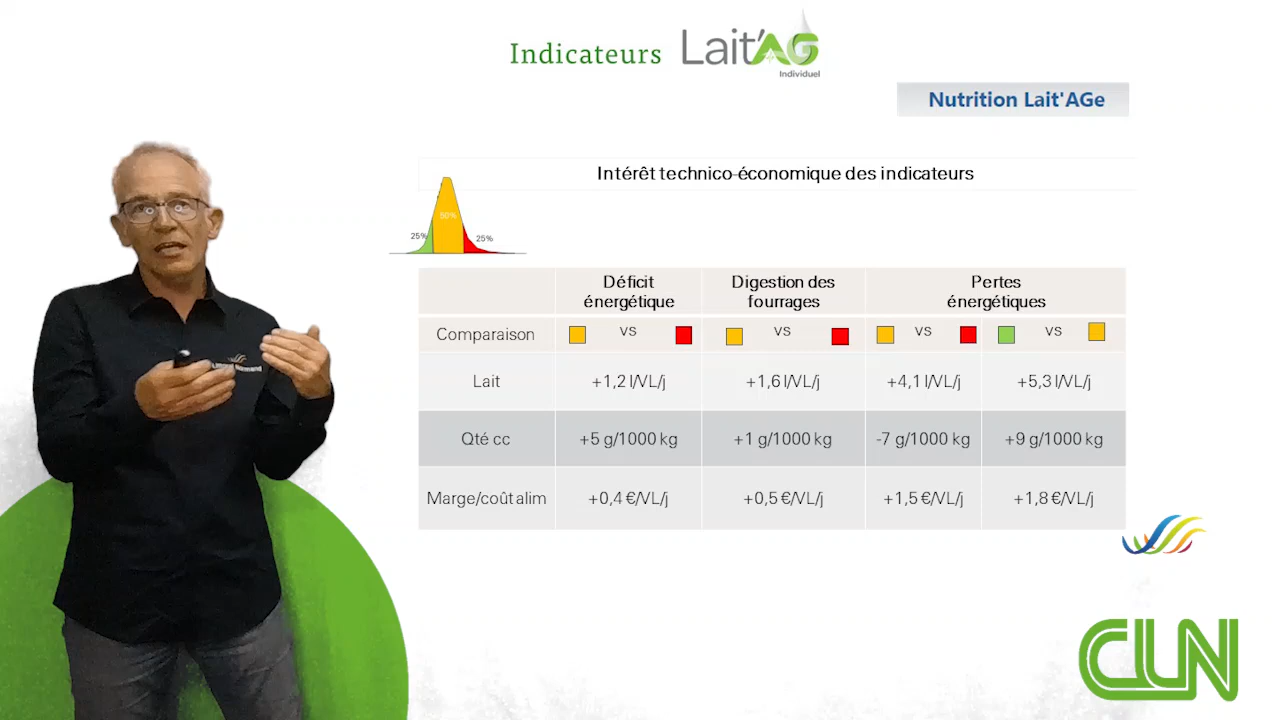 Indicateurs Lait'AG
Individuel
Nutrition Lait'AGe
Intérêt technico-économique des indicateurs
50%
25%
25%
Déficit énergétique
Digestion des fourrages
Pertes énergétiques
Comparaison vs vs vs vs
Lait +1,2 l/VL/j +1,6 l/VL/j +4,1 l/VL/j +5,3 l/VL/j
Qté cc +5 g/1000 kg +1 g/1000 kg -7 g/1000 kg +9 g/1000 kg
Marge/coût alim +0,4 €/VL/j +0,5 €/VL/j +1,5 €/VL/j +1,8 €/VL/j
CLN